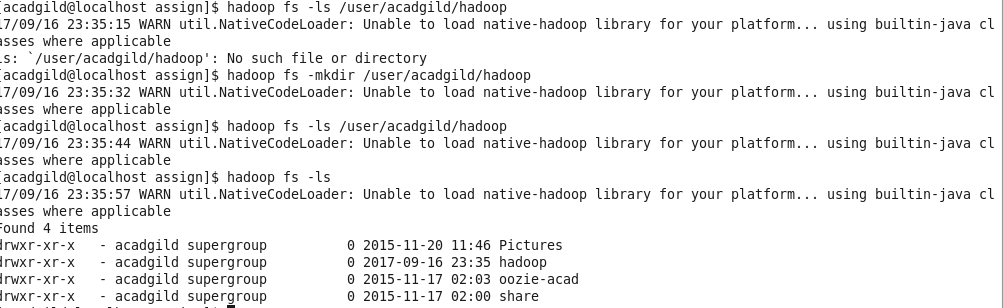 [acadgild@localhost assign]$ hadoop fs -ls /user/acadgild/hadoop
17/09/16 23:35:15 WARN util.NativeCodeLoader: Unable to load native-hadoop library for your platform... using builtin-java cl
asses where applicable
ls: `/user/acadgild/hadoop': No such file or directory
[acadgild@localhost assign]$ hadoop fs -mkdir /user/acadgild/hadoop
17/09/16 23:35:32 WARN util.NativeCodeLoader: Unable to load native-hadoop library for your platform... using builtin-java cl
asses where applicable
[acadgild@localhost assign]$ hadoop fs -ls /user/acadgild/hadoop
17/09/16 23:35:44 WARN util.NativeCodeLoader: Unable to load native-hadoop library for your platform... using builtin-java cl
asses where applicable
[acadgild@localhost assign]$ hadoop fs -ls
17/09/16 23:35:57 WARN util.NativeCodeLoader: Unable to load native-hadoop library for your platform... using builtin-java cl
asses where applicable
Found 4 items
drwxr-xr-x   - acadgild supergroup          0 2015-11-20 11:46 Pictures
drwxr-xr-x   - acadgild supergroup          0 2017-09-16 23:35 hadoop
drwxr-xr-x   - acadgild supergroup          0 2015-11-17 02:03 oozie-acad
drwxr-xr-x   - acadgild supergroup          0 2015-11-17 02:00 share